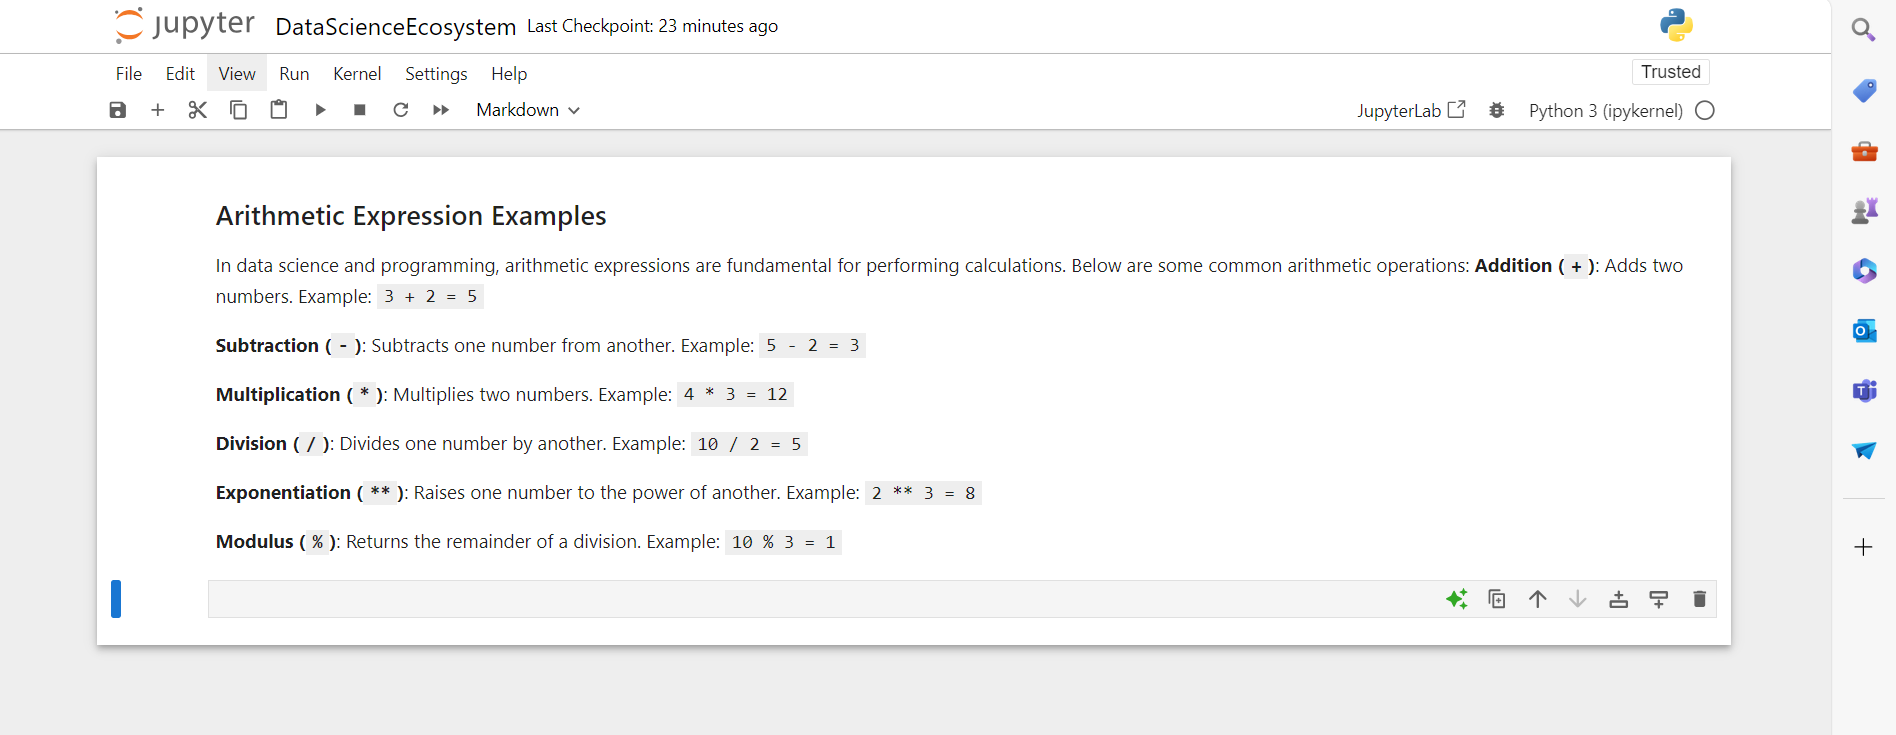 jupyter DataScienceEcosystem Last Checkpoint: 23 minutes ago
File Edit View Run Kernel Settings Help Trusted
Markdown JupyterLab Python 3 (ipykernel)
Arithmetic Expression Examples
In data science and programming, arithmetic expressions are fundamental for performing calculations. Below are some common arithmetic operations: Addition ( + ): Adds two
numbers. Example: 3 + 2 = 5
Subtraction ( - ): Subtracts one number from another. Example: 5 - 2 = 3
Multiplication ( * ): Multiplies two numbers. Example: 4 * 3 = 12
Division ( / ): Divides one number by another. Example: 10 / 2 = 5
Exponentiation ( ** ): Raises one number to the power of another. Example: 2 ** 3 = 8
Modulus ( % ): Returns the remainder of a division. Example: 10 % 3 = 1